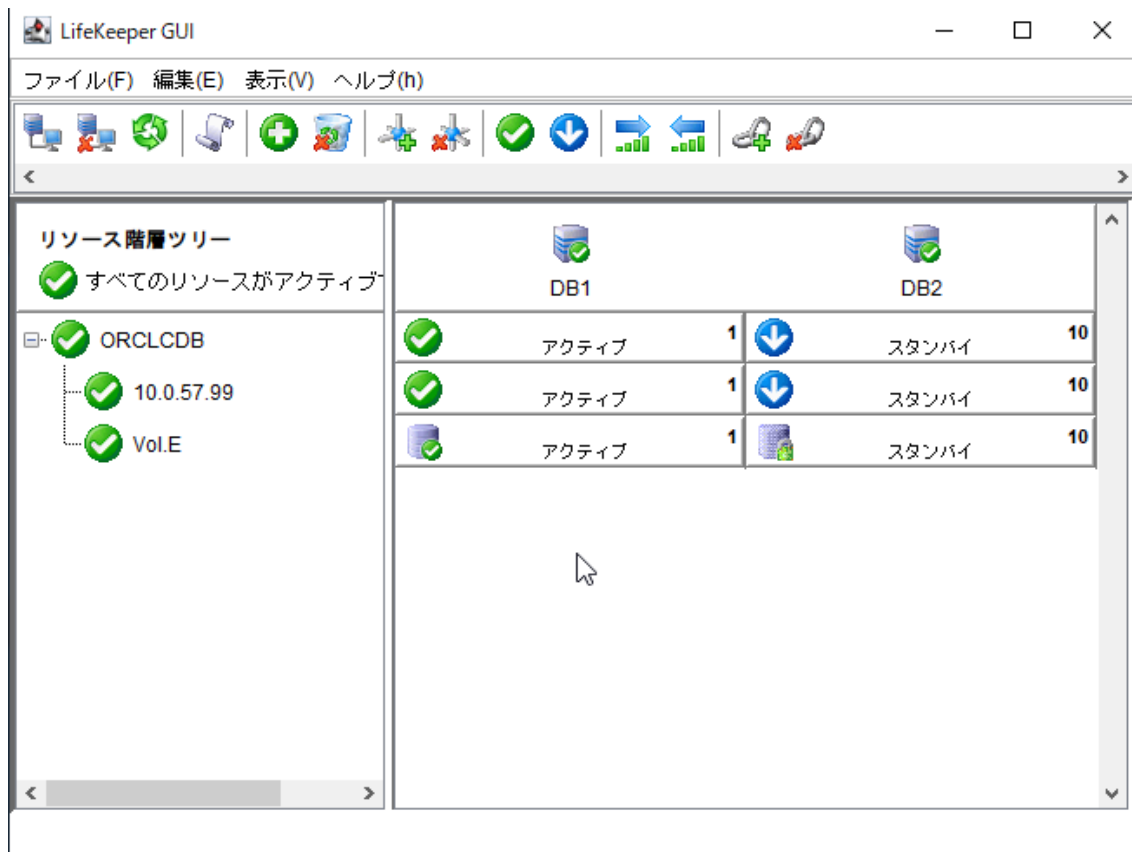 LifeKeeper GUI
ファイル(F) 編集(E) 表示(V) ヘルプ(h)
リソース階層ツリー
すべてのリソースがアクティブ
DB1 DB2
ORCLCDB アクティブ 1 スタンバイ 10
10.0.57.99 アクティブ 1 スタンバイ 10
Vol.E アクティブ 1 スタンバイ 10